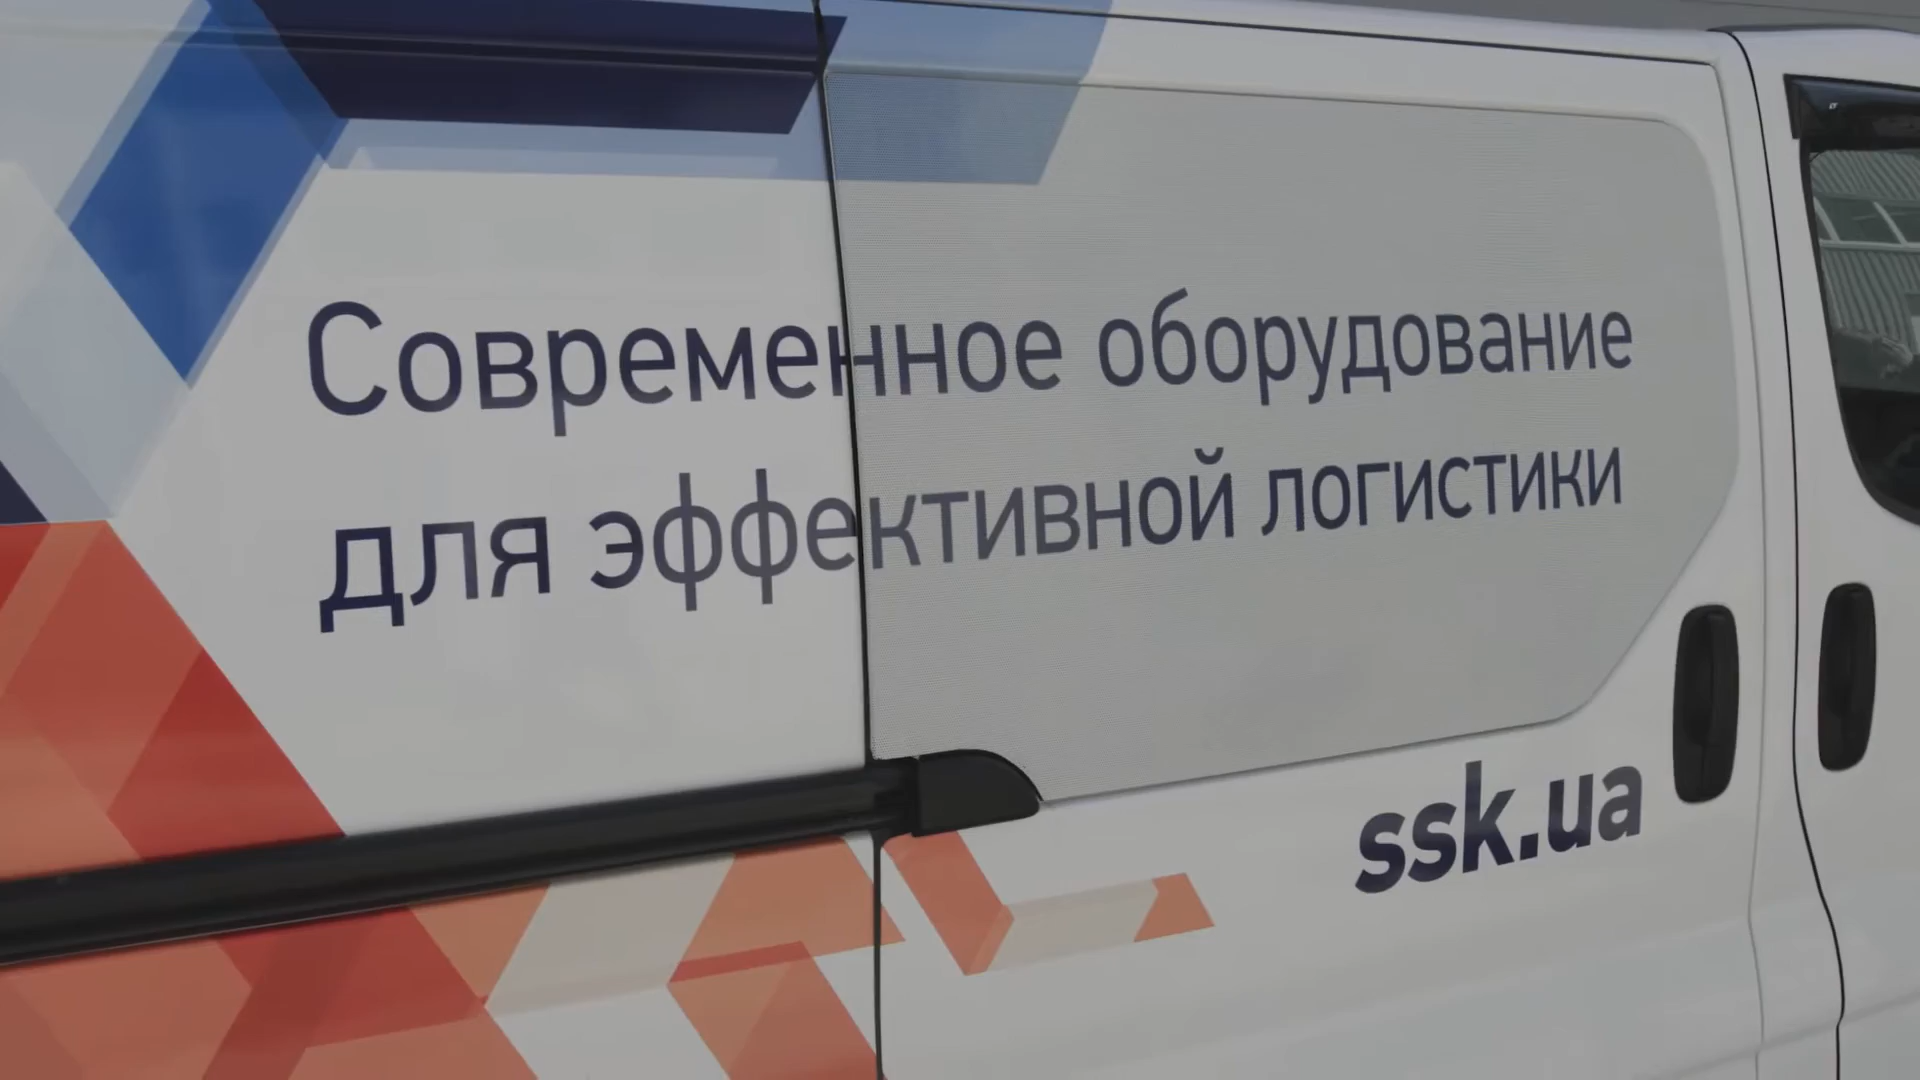 Современное оборудование
для эффективной логистики
ssk.ua